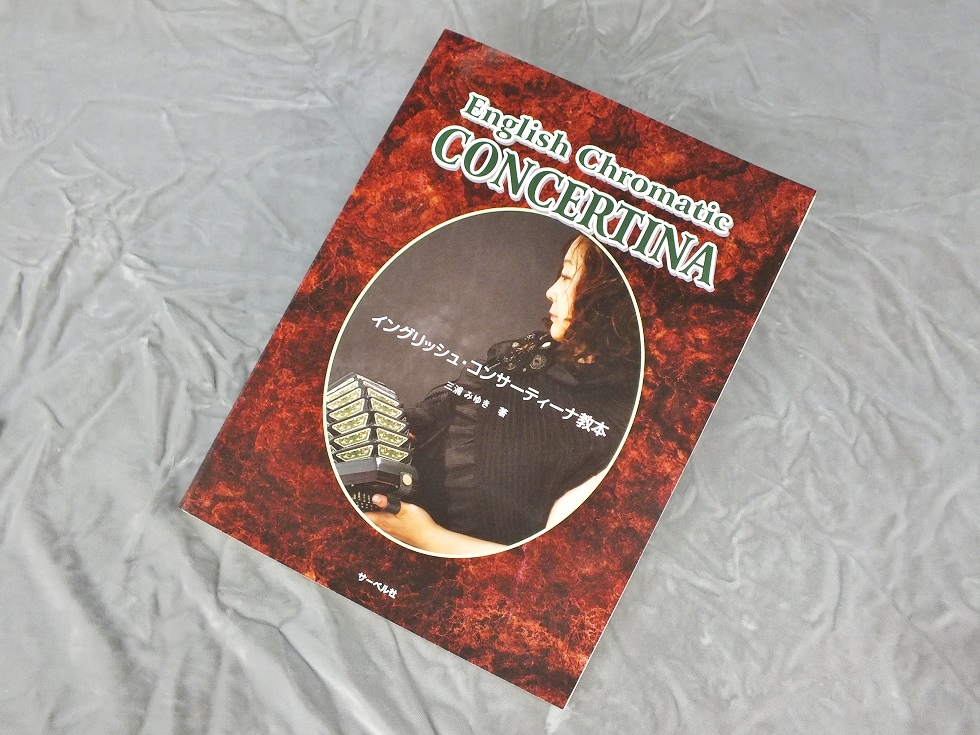 English Chromatic
CONCERTINA
イングリッシュ・コンサーティーナ教本
三浦 みゆき 著
サーベル社